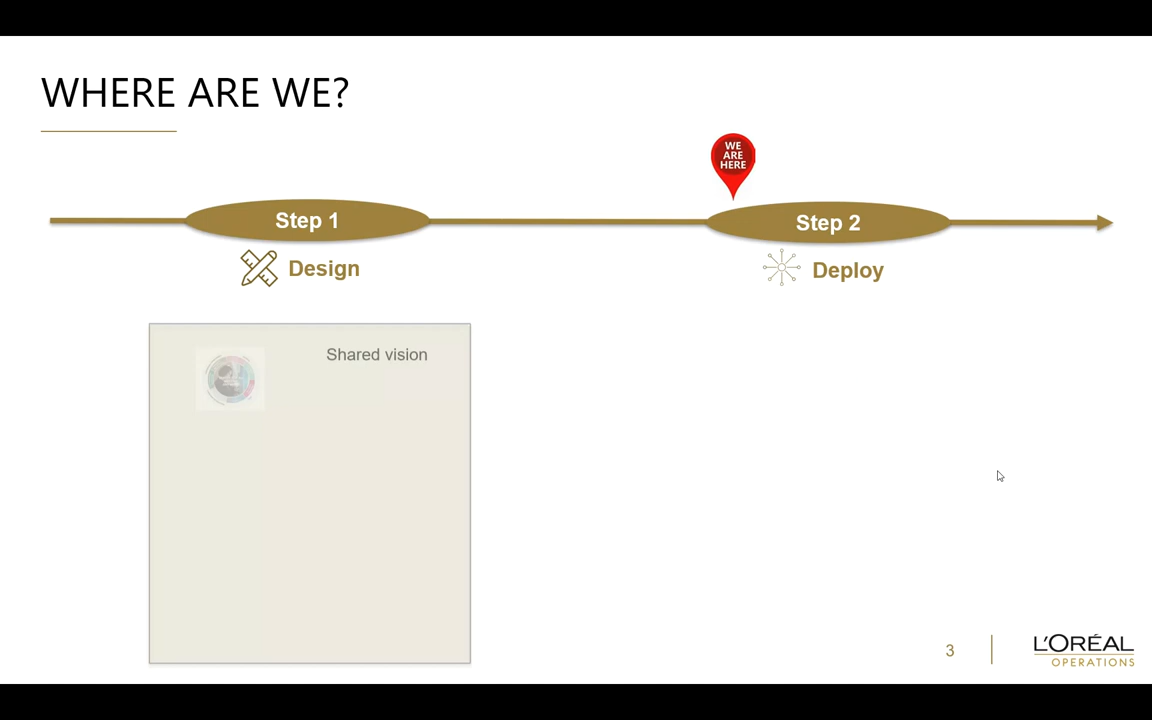 WHERE ARE WE?
WE
ARE
HERE
Step 1
Step 2
Design
Deploy
Shared vision
3
L'ORÉAL
OPERATIONS